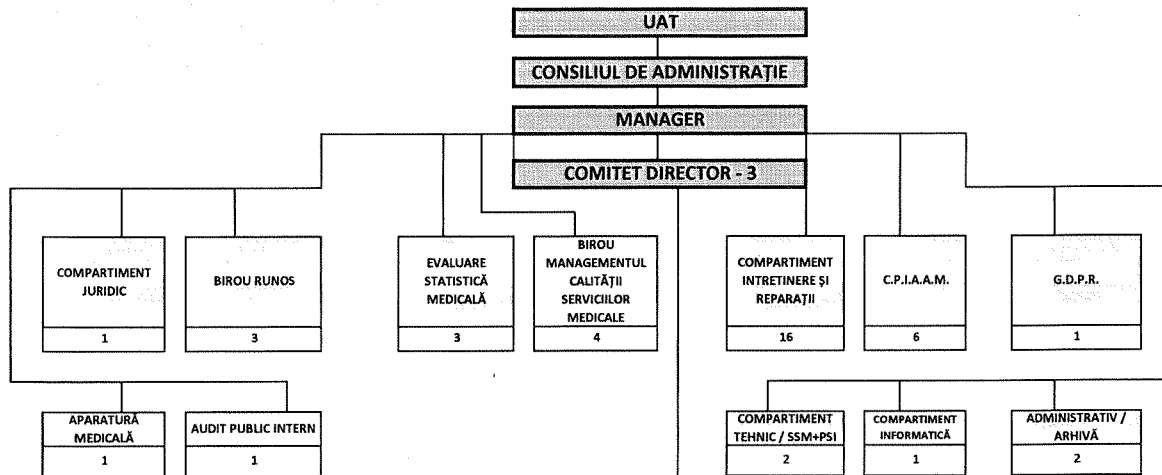 UAT
CONSILIUL DE ADMINISTRAȚIE
MANAGER
COMITET DIRECTOR - 3
COMPARTIMENT
JURIDIC
1
BIROU RUNOS
3
EVALUARE
STATISTICĂ
MEDICALĂ
3
BIROU
MANAGEMENTUL
CALITĂȚII
SERVICIILOR
MEDICALE
4
COMPARTIMENT
INTRETINERE ȘI
REPARAȚII
16
C.P.I.A.A.M.
6
G.D.P.R.
1
APARATURĂ
MEDICALĂ
1
AUDIT PUBLIC INTERN
1
COMPARTIMENT
TEHNIC / SSM+PSI
2
COMPARTIMENT
INFORMATICĂ
1
ADMINISTRATIV /
ARHIVĂ
2